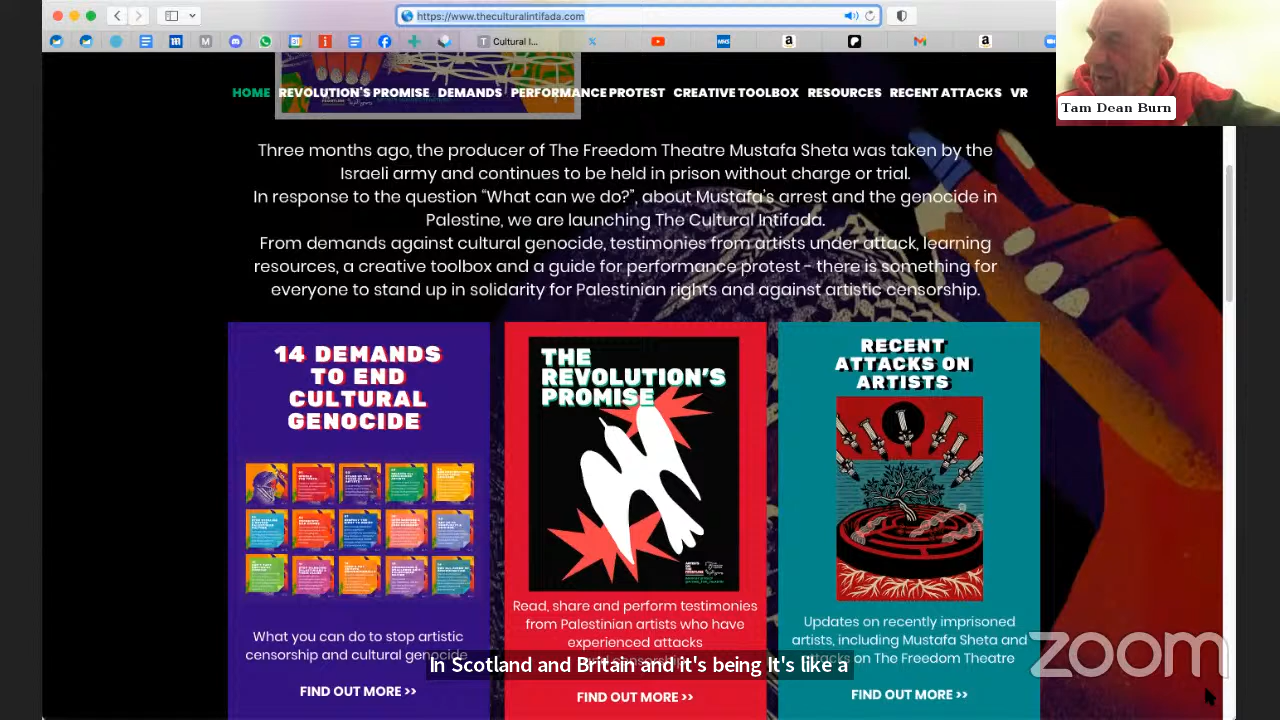 https://www.theculturalintifada.com
Cultural I...
HOME REVOLUTION'S PROMISE DEMANDS PERFORMANCE PROTEST CREATIVE TOOLBOX RESOURCES RECENT ATTACKS VR
Tam Dean Burn
Three months ago, the producer of The Freedom Theatre Mustafa Sheta was taken by the
Israeli army and continues to be held in prison without charge or trial.
In response to the question “What can we do?”, about Mustafa’s arrest and the genocide in
Palestine, we are launching The Cultural Intifada.
From demands against cultural genocide, testimonies from artists under attack, learning
resources, a creative toolbox and a guide for performance protest - there is something for
everyone to stand up in solidarity for Palestinian rights and against artistic censorship.
14 DEMANDS
TO END
CULTURAL
GENOCIDE
What you can do to stop artistic
censorship and cultural genocide
FIND OUT MORE >>
THE
REVOLUTION'S
PROMISE
Read, share and perform testimonies
from Palestinian artists who have
experienced attacks
FIND OUT MORE >>
RECENT
ATTACKS ON
ARTISTS
Updates on recently imprisoned
artists, including Mustafa Sheta and
attacks on The Freedom Theatre
FIND OUT MORE >>
In Scotland and Britain and it's being It's like a
zoom